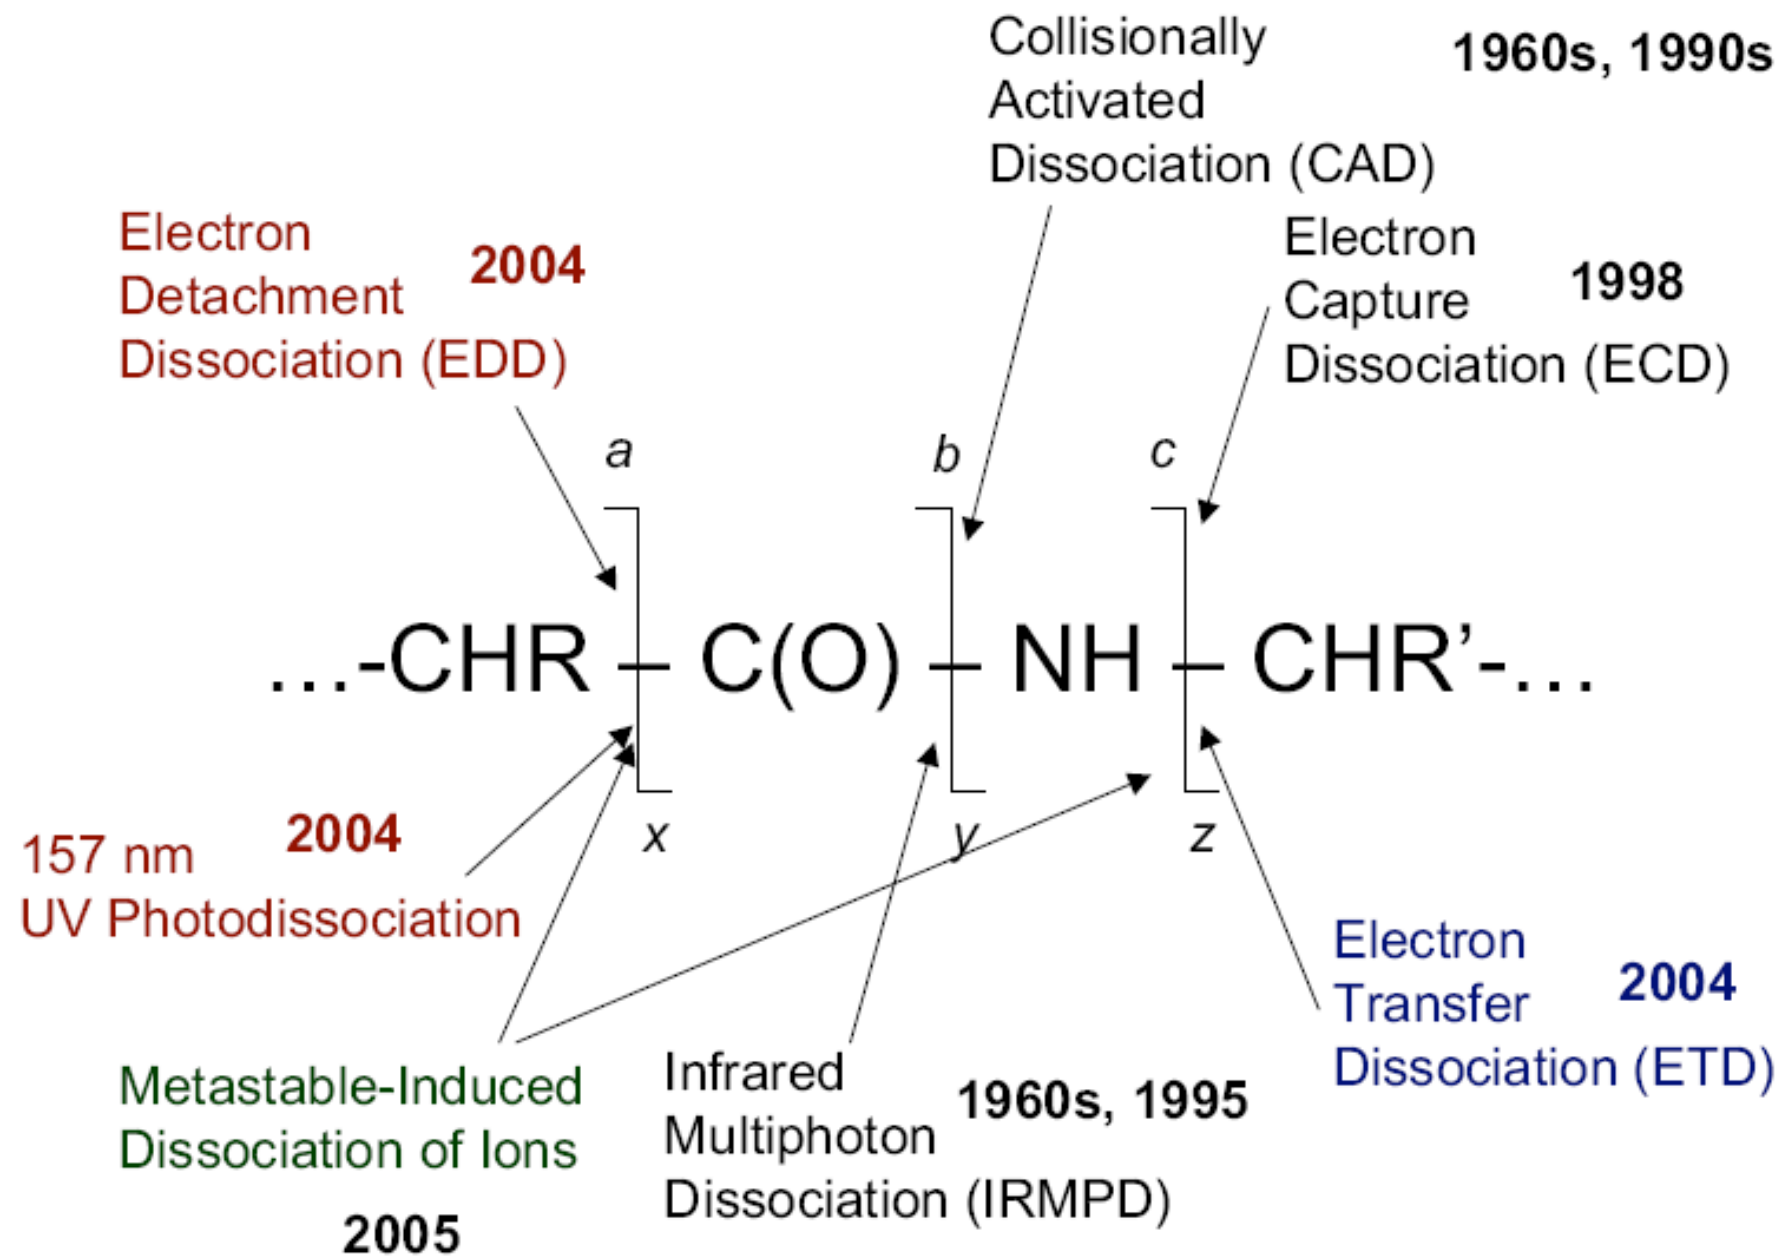 Collisionally
Activated
Dissociation (CAD)
1960s, 1990s
Electron
Detachment
Dissociation (EDD)
2004
Electron
Capture
Dissociation (ECD)
1998
a
b
c
…-CHR – C(O) – NH – CHR’-…
x
y
z
157 nm
UV Photodissociation
2004
Metastable-Induced
Dissociation of Ions
2005
Infrared
Multiphoton
Dissociation (IRMPD)
1960s, 1995
Electron
Transfer
Dissociation (ETD)
2004